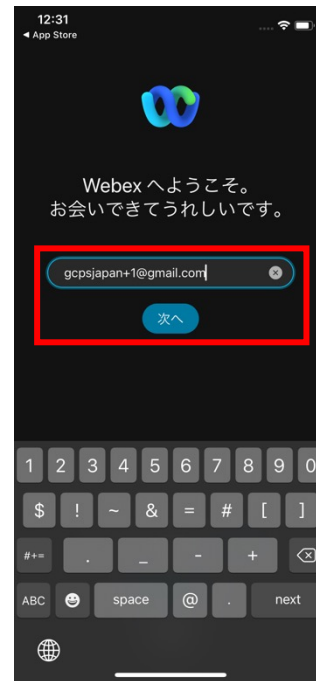 12:31
◀ App Store
Webex へようこそ。
お会いできてうれしいです。
gcpsjapan+1@gmail.com
次へ
1 2 3 4 5 6 7 8 9 0
$ ! ~ & = # [ ]
#+= . _ - +
ABC space @ . next